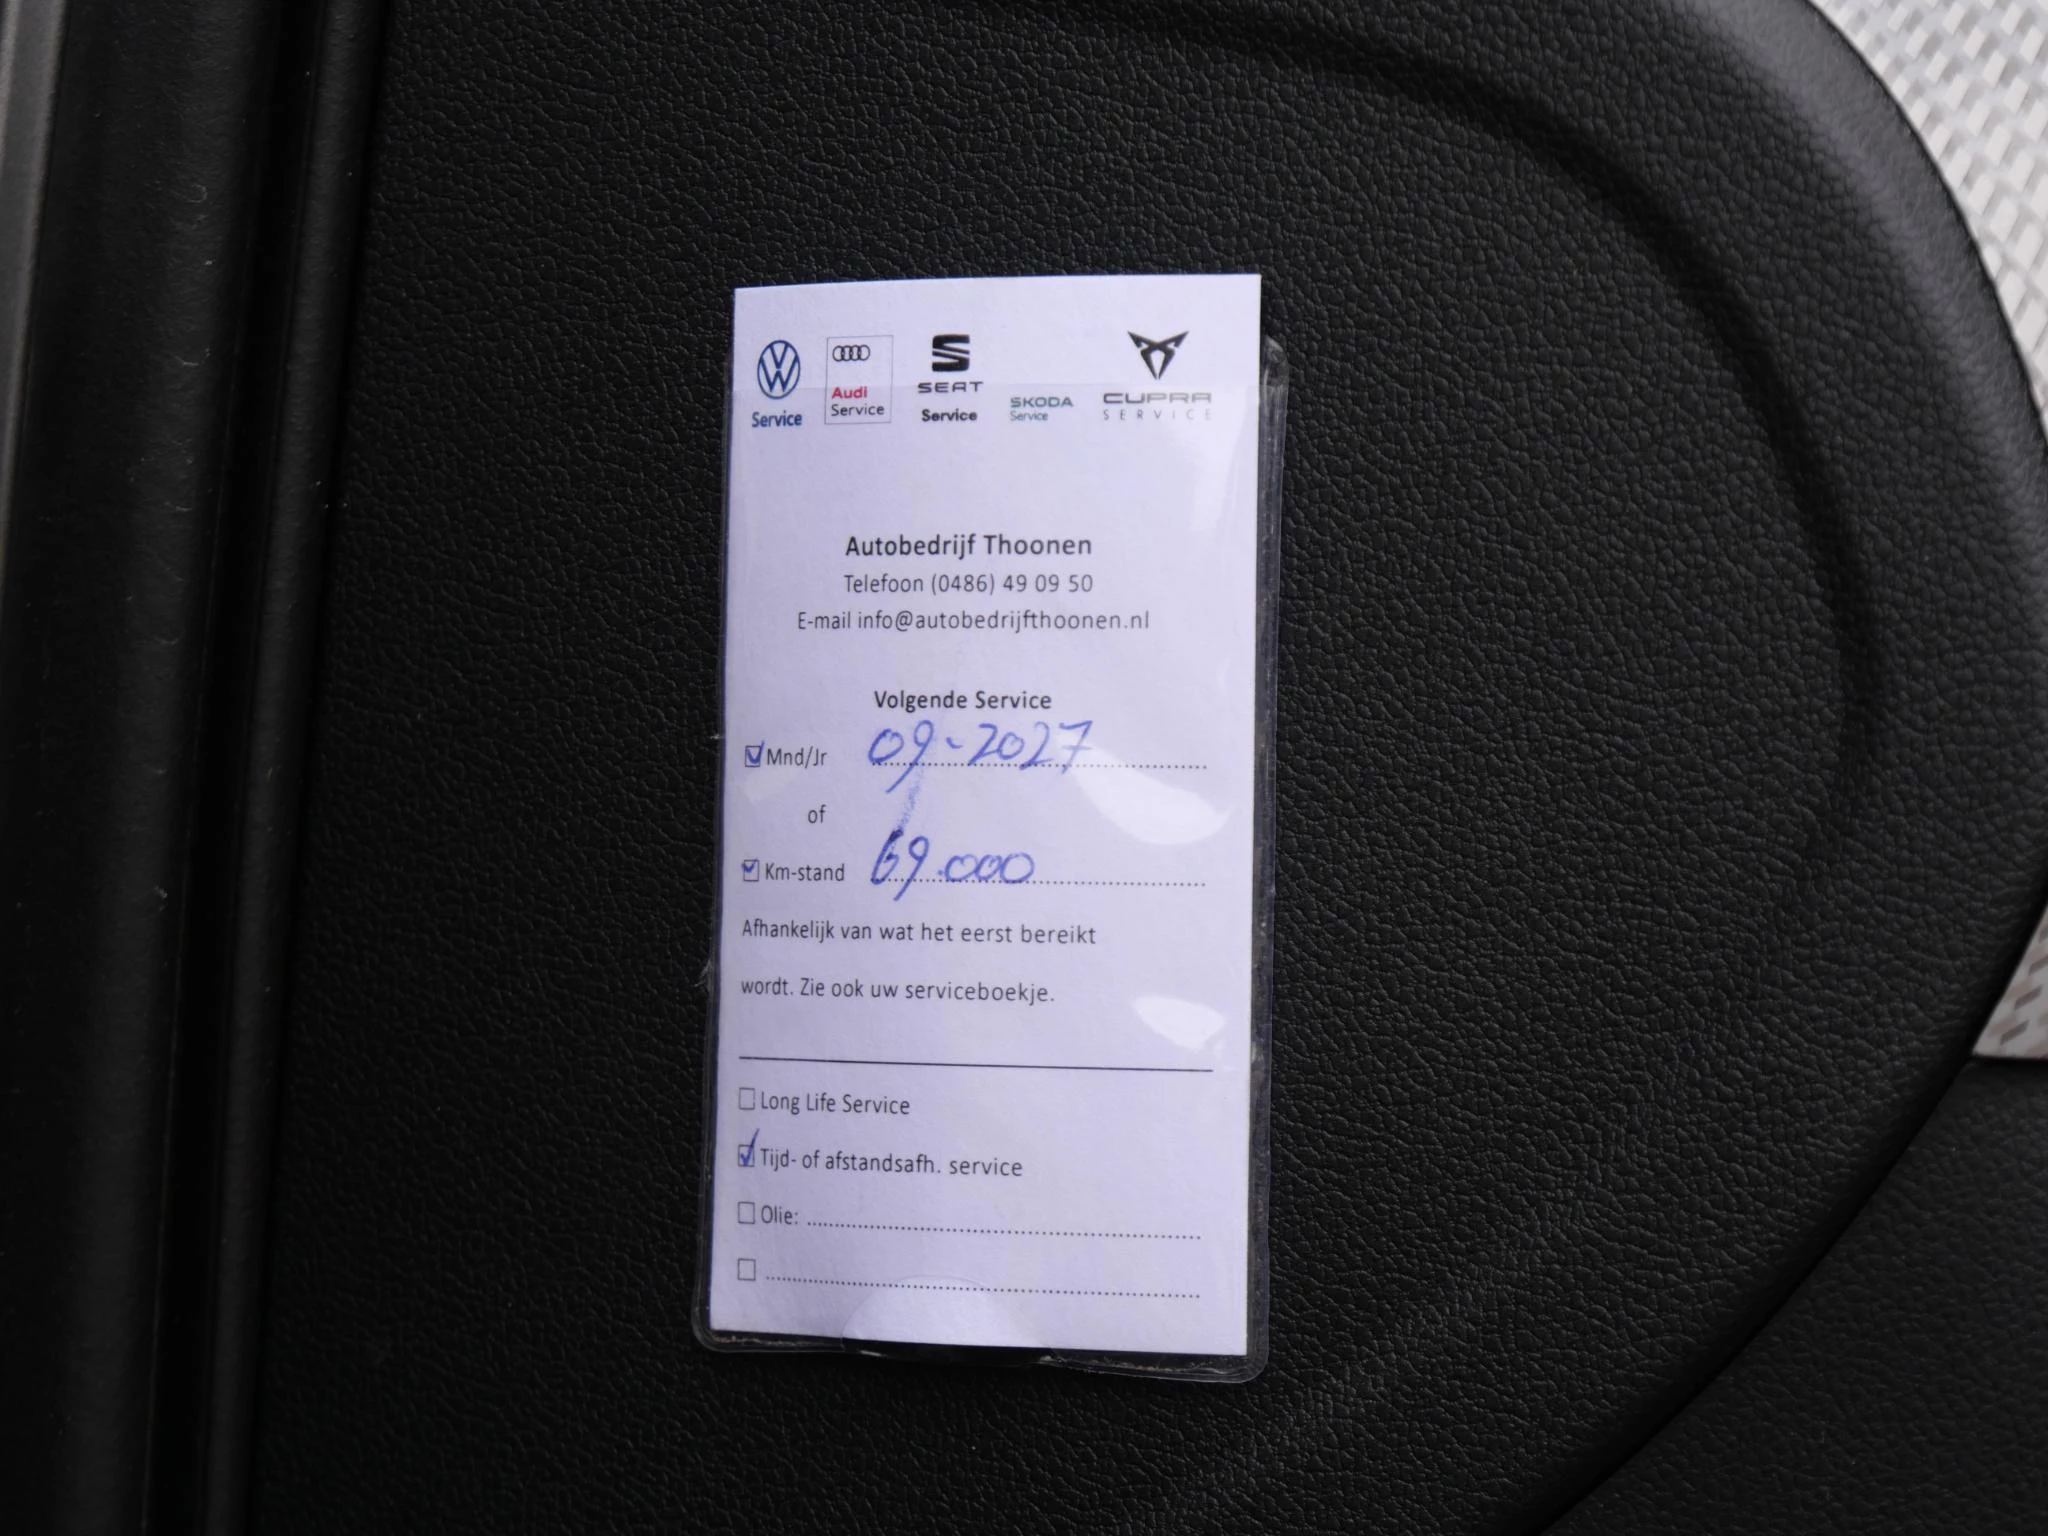 Service
Audi
Service
SEAT
Service
SKODA
Service
CUPRA
SERVICE
Autobedrijf Thoonen
Telefoon (0486) 49 09 50
E-mail info@autobedrijfthoonen.nl
Volgende Service
Mnd/Jr 09-2027
of
Km-stand 69.000
Afhankelijk van wat het eerst bereikt
wordt. Zie ook uw serviceboekje.
Long Life Service
Tijd- of afstandsafh. service
Olie: